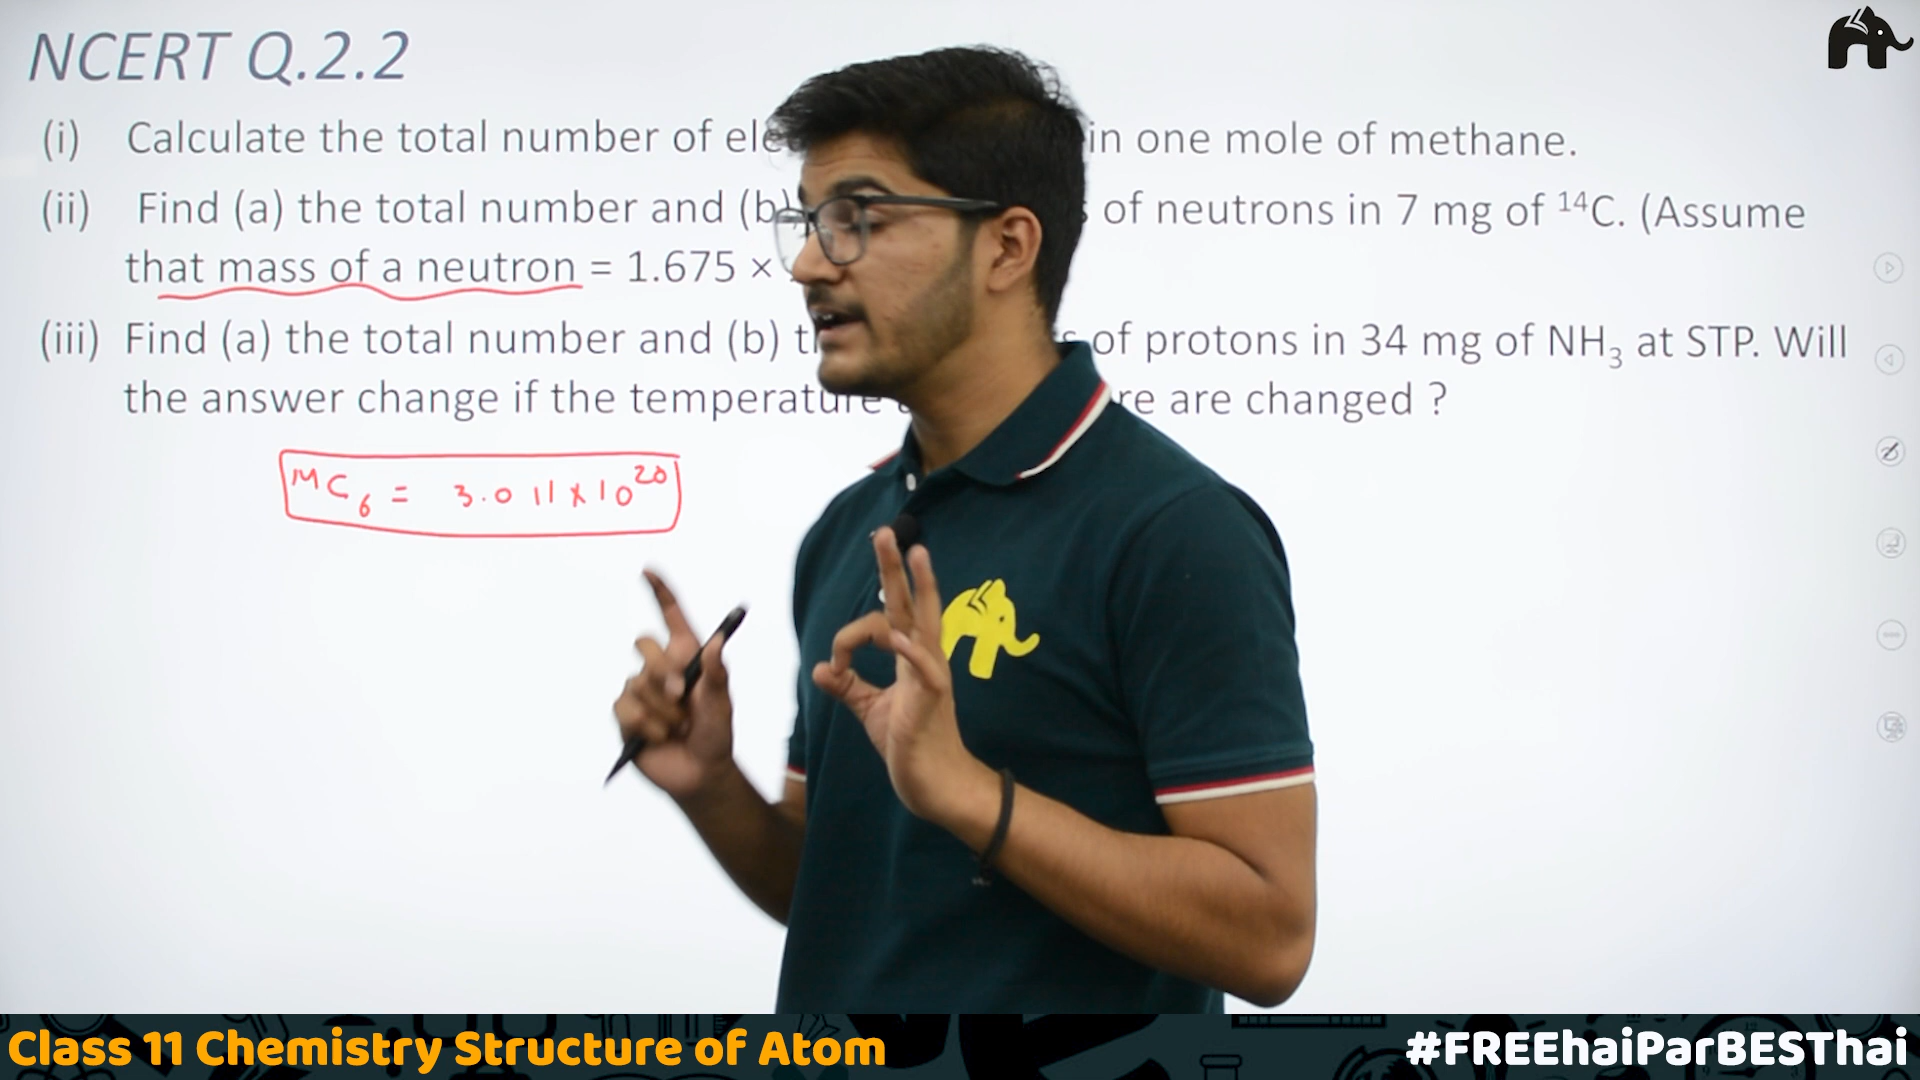 NCERT Q.2.2
(i) Calculate the total number of in one mole of methane.
(ii) Find (a) the total number and (b) of neutrons in 7 mg of ¹⁴C. (Assume
that mass of a neutron = 1.675 ×
(iii) Find (a) the total number and (b) of protons in 34 mg of NH₃ at STP. Will
the answer change if the temperature are changed ?
MC₆ = 3.011 x 10²⁰
Class 11 Chemistry Structure of Atom
#FREEhaiParBESThai